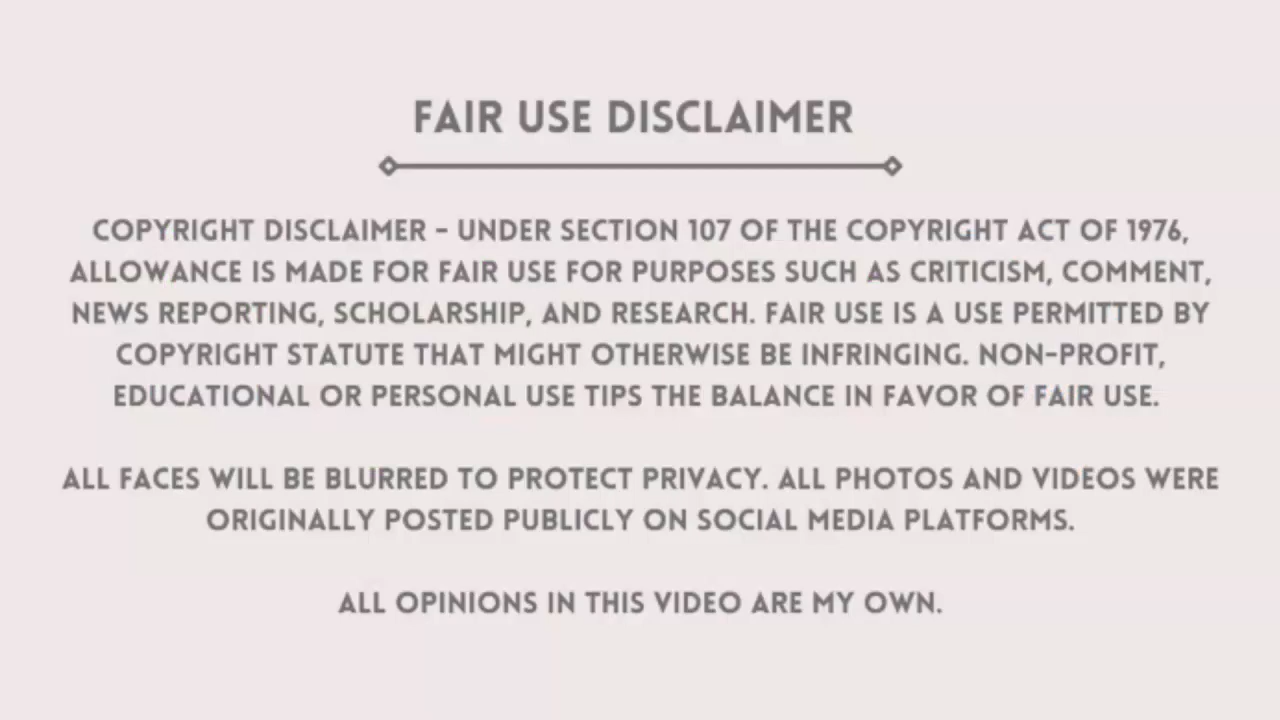 FAIR USE DISCLAIMER
COPYRIGHT DISCLAIMER - UNDER SECTION 107 OF THE COPYRIGHT ACT OF 1976,
ALLOWANCE IS MADE FOR FAIR USE FOR PURPOSES SUCH AS CRITICISM, COMMENT,
NEWS REPORTING, SCHOLARSHIP, AND RESEARCH. FAIR USE IS A USE PERMITTED BY
COPYRIGHT STATUTE THAT MIGHT OTHERWISE BE INFRINGING. NON-PROFIT,
EDUCATIONAL OR PERSONAL USE TIPS THE BALANCE IN FAVOR OF FAIR USE.
ALL FACES WILL BE BLURRED TO PROTECT PRIVACY. ALL PHOTOS AND VIDEOS WERE
ORIGINALLY POSTED PUBLICLY ON SOCIAL MEDIA PLATFORMS.
ALL OPINIONS IN THIS VIDEO ARE MY OWN.